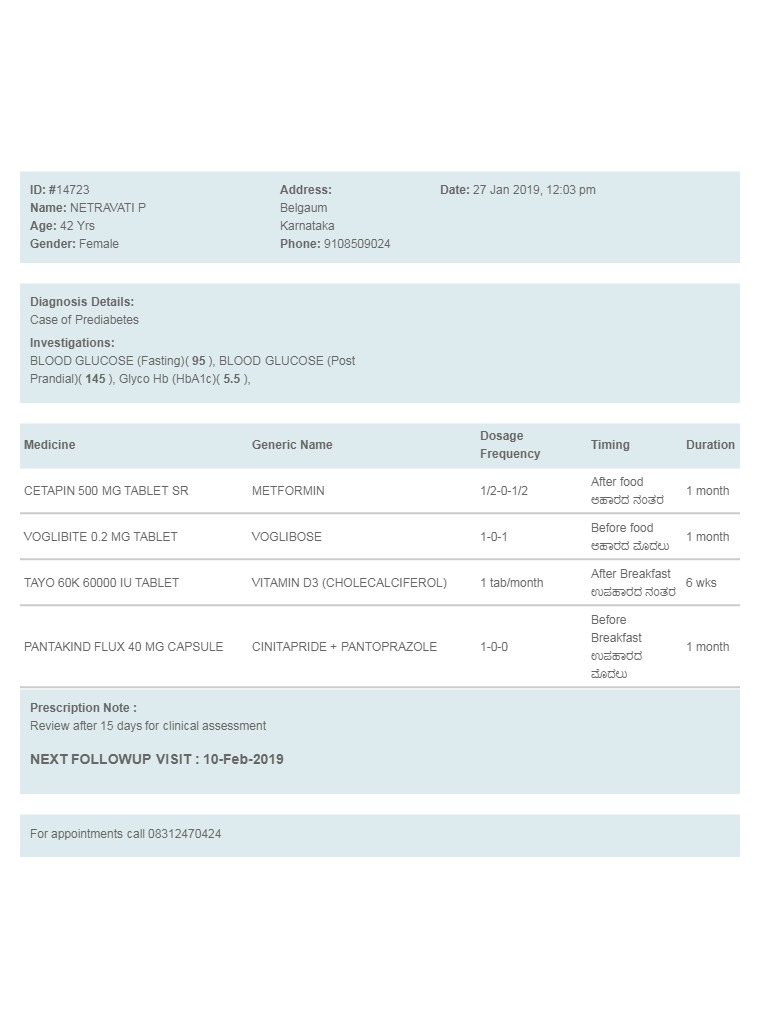 ID: #14723
Name: NETRAVATI P
Age: 42 Yrs
Gender: Female
Address:
Belgaum
Karnataka
Phone: 9108509024
Date: 27 Jan 2019, 12:03 pm
Diagnosis Details:
Case of Prediabetes
Investigations:
BLOOD GLUCOSE (Fasting)( 95 ), BLOOD GLUCOSE (Post
Prandial)( 145 ), Glyco Hb (HbA1c)( 5.5 ),
Medicine Generic Name Dosage Frequency Timing Duration
CETAPIN 500 MG TABLET SR METFORMIN 1/2-0-1/2 After food 1 month
ಅಹಾರದ ನಂತರ
VOGLIBITE 0.2 MG TABLET VOGLIBOSE 1-0-1 Before food 1 month
ಅಹಾರದ ಮೊದಲು
TAYO 60K 60000 IU TABLET VITAMIN D3 (CHOLECALCIFEROL) 1 tab/month After Breakfast 6 wks
ಉಪಹಾರದ ನಂತರ
PANTAKIND FLUX 40 MG CAPSULE CINITAPRIDE + PANTOPRAZOLE 1-0-0 Before 1 month
Breakfast
ಉಪಹಾರದ
ಮೊದಲು
Prescription Note :
Review after 15 days for clinical assessment
NEXT FOLLOWUP VISIT : 10-Feb-2019
For appointments call 08312470424